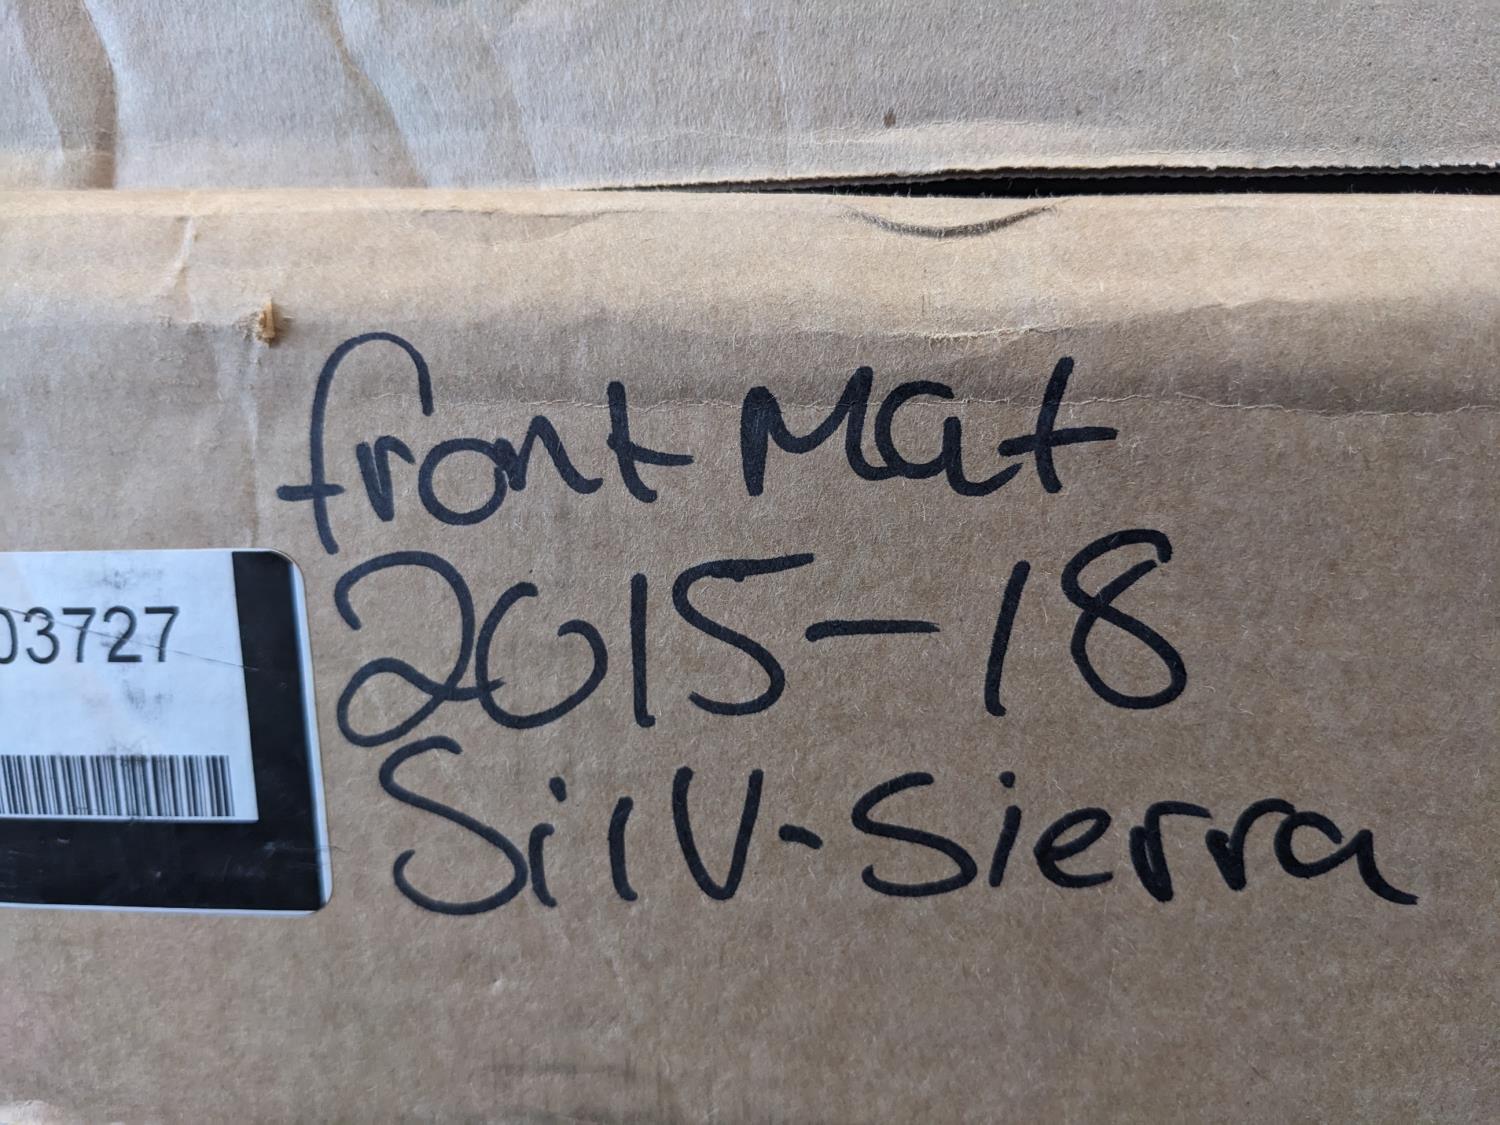 front Mat
2015-18
Silv-Sierra
03727